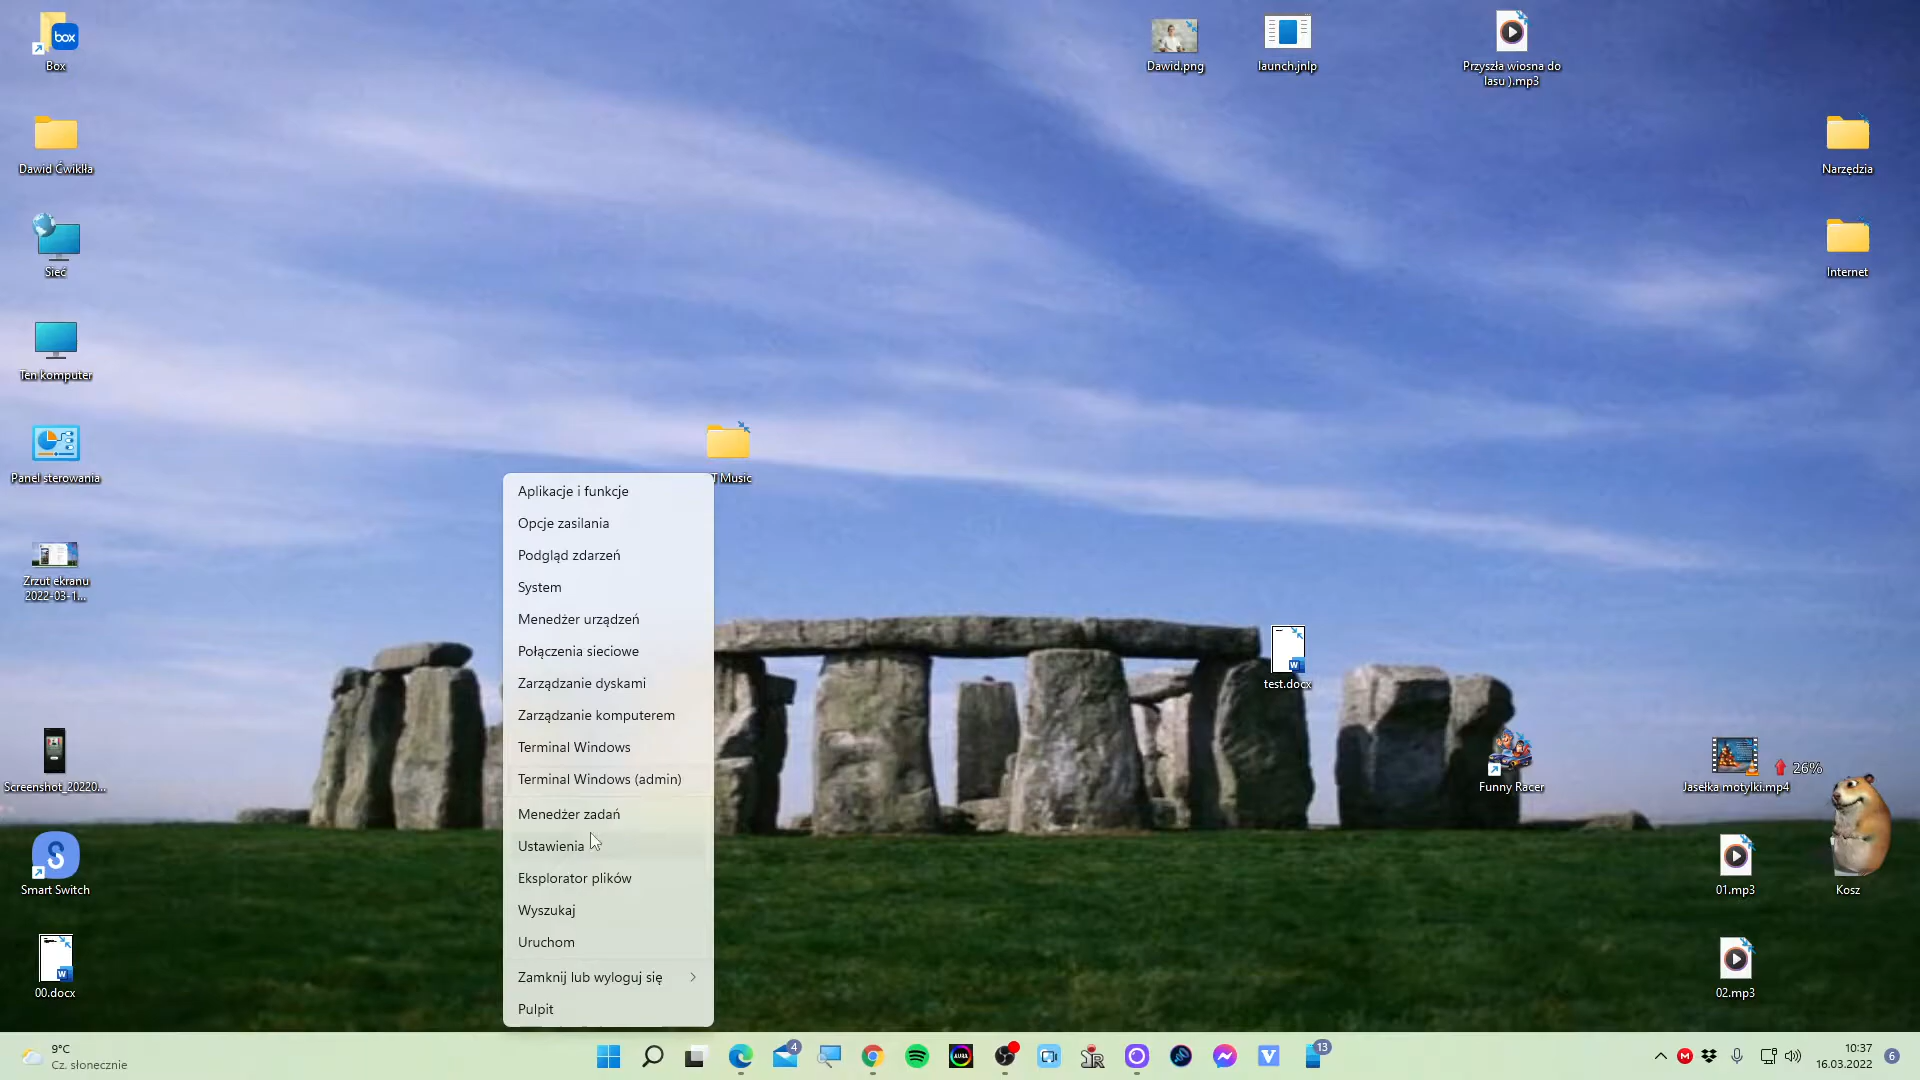 box
Box
Dawid.png
launch.jnlp
Przyszła wiosna do
lasu ).mp3
Dawid Ćwikłła
Narzędzia
Sieć
Internet
Ten komputer
Panel sterowania
T Music
Zrzut ekranu
2022-03-1...
Aplikacje i funkcje
Opcje zasilania
Podgląd zdarzeń
System
Menedżer urządzeń
Połączenia sieciowe
Zarządzanie dyskami
Zarządzanie komputerem
Terminal Windows
Terminal Windows (admin)
Menedżer zadań
Ustawienia
Eksplorator plików
Wyszukaj
Uruchom
Zamknij lub wyloguj się
Pulpit
test.docx
Screenshot_20220...
Funny Racer
Jasełka motylki.mp4
26%
Smart Switch
01.mp3
Kosz
00.docx
02.mp3
9°C
Cz. słonecznie
4
AURA
13
10:37
16.03.2022
6